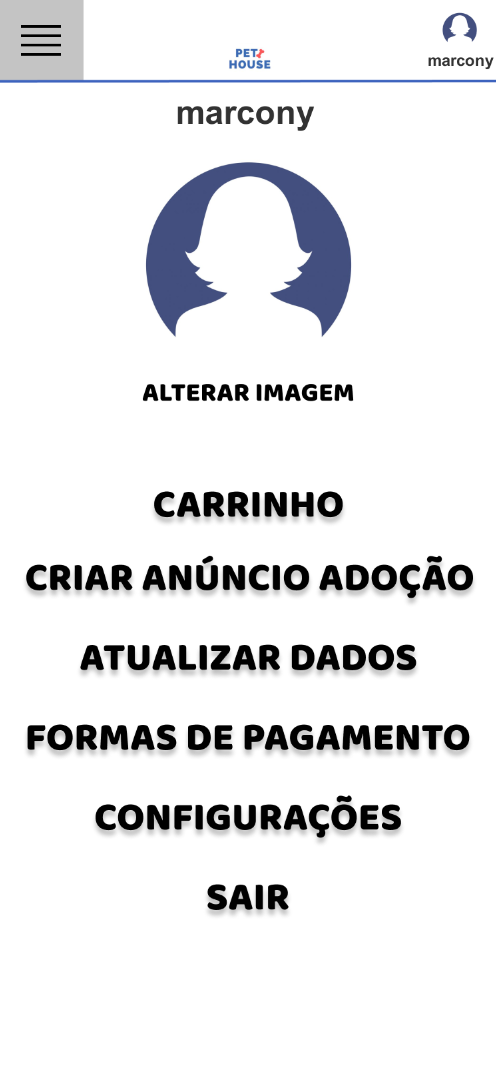 PET
HOUSE
marcony
marcony
ALTERAR IMAGEM
CARRINHO
CRIAR ANÚNCIO ADOÇÃO
ATUALIZAR DADOS
FORMAS DE PAGAMENTO
CONFIGURAÇÕES
SAIR